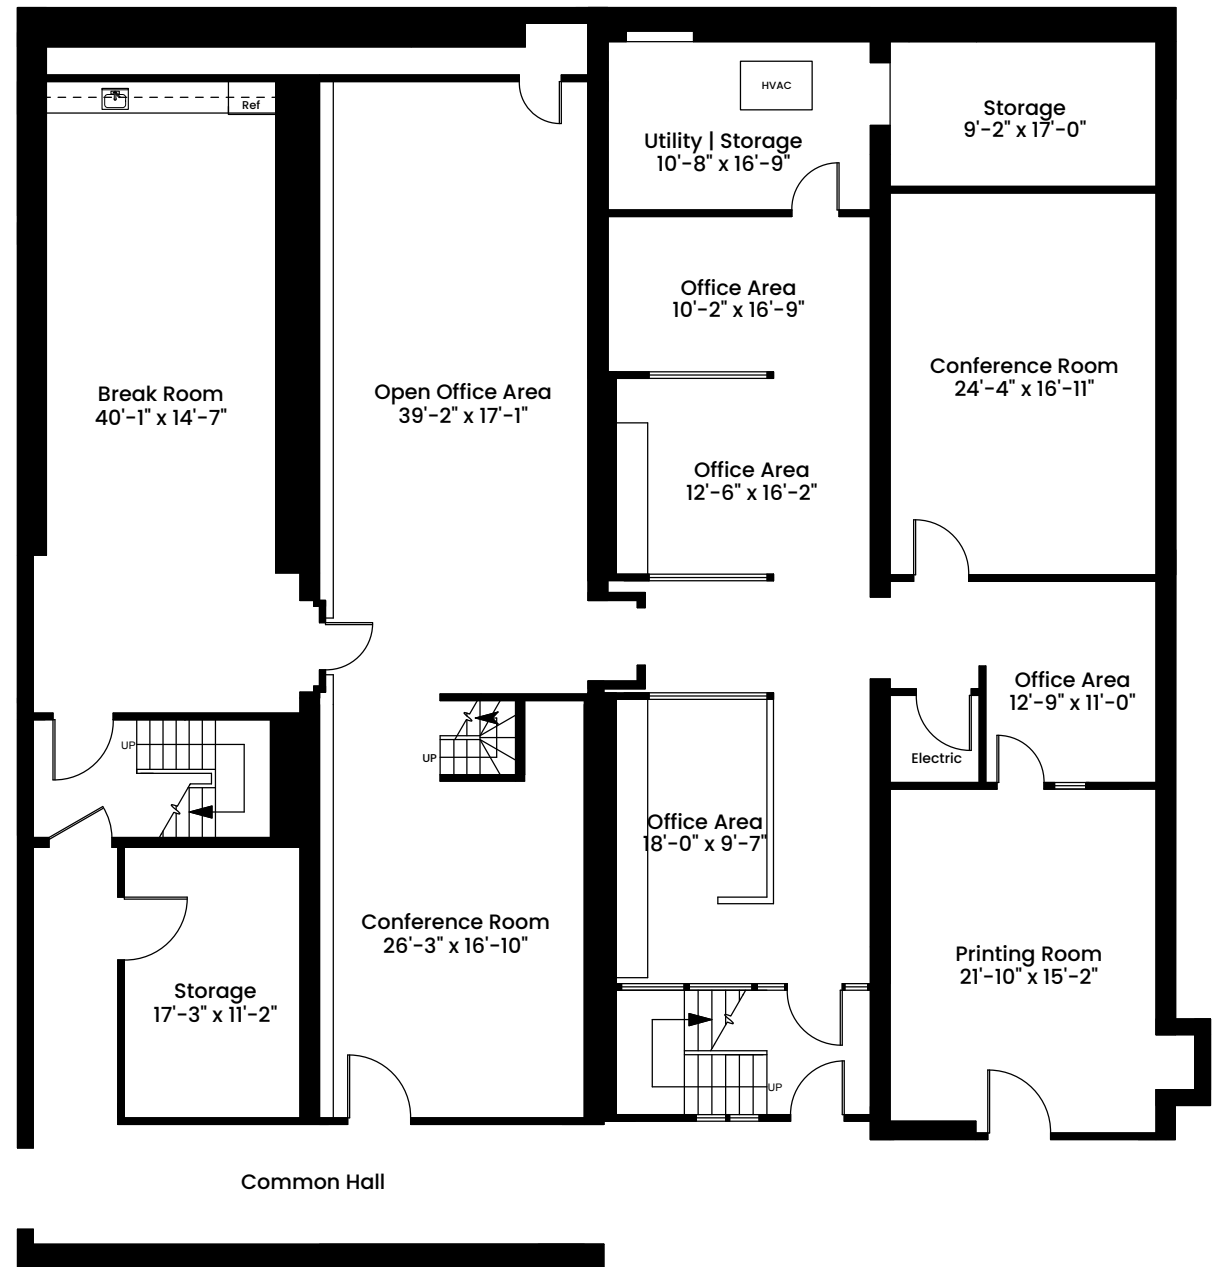 Ref
HVAC
Storage
9'-2" x 17'-0"
Utility | Storage
10'-8" x 16'-9"
Office Area
10'-2" x 16'-9"
Conference Room
24'-4" x 16'-11"
Break Room
40'-1" x 14'-7"
Open Office Area
39'-2" x 17'-1"
Office Area
12'-6" x 16'-2"
Office Area
12'-9" x 11'-0"
UP
UP
Electric
Office Area
18'-0" x 9'-7"
Conference Room
26'-3" x 16'-10"
Printing Room
21'-10" x 15'-2"
Storage
17'-3" x 11'-2"
UP
Common Hall